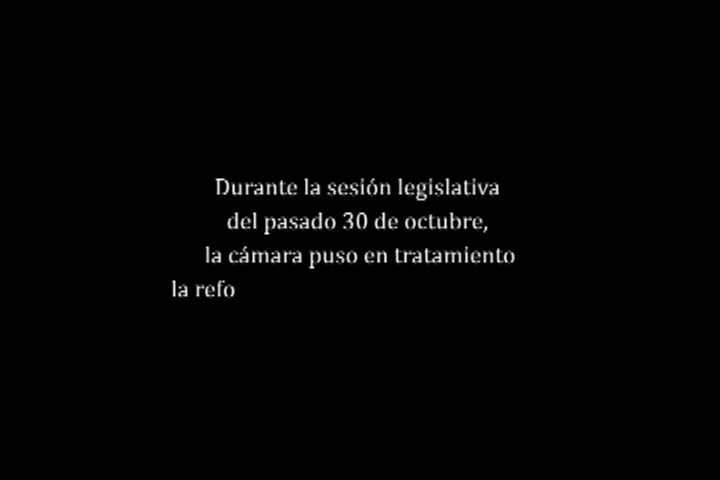 Durante la sesión legislativa
del pasado 30 de octubre,
la cámara puso en tratamiento
la refo